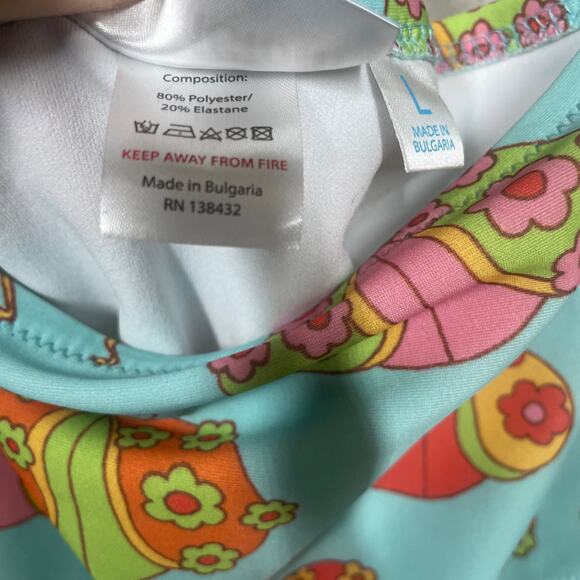 Composition:
80% Polyester/
20% Elastane
KEEP AWAY FROM FIRE
Made in Bulgaria
RN 138432
L
MADE IN
BULGARIA